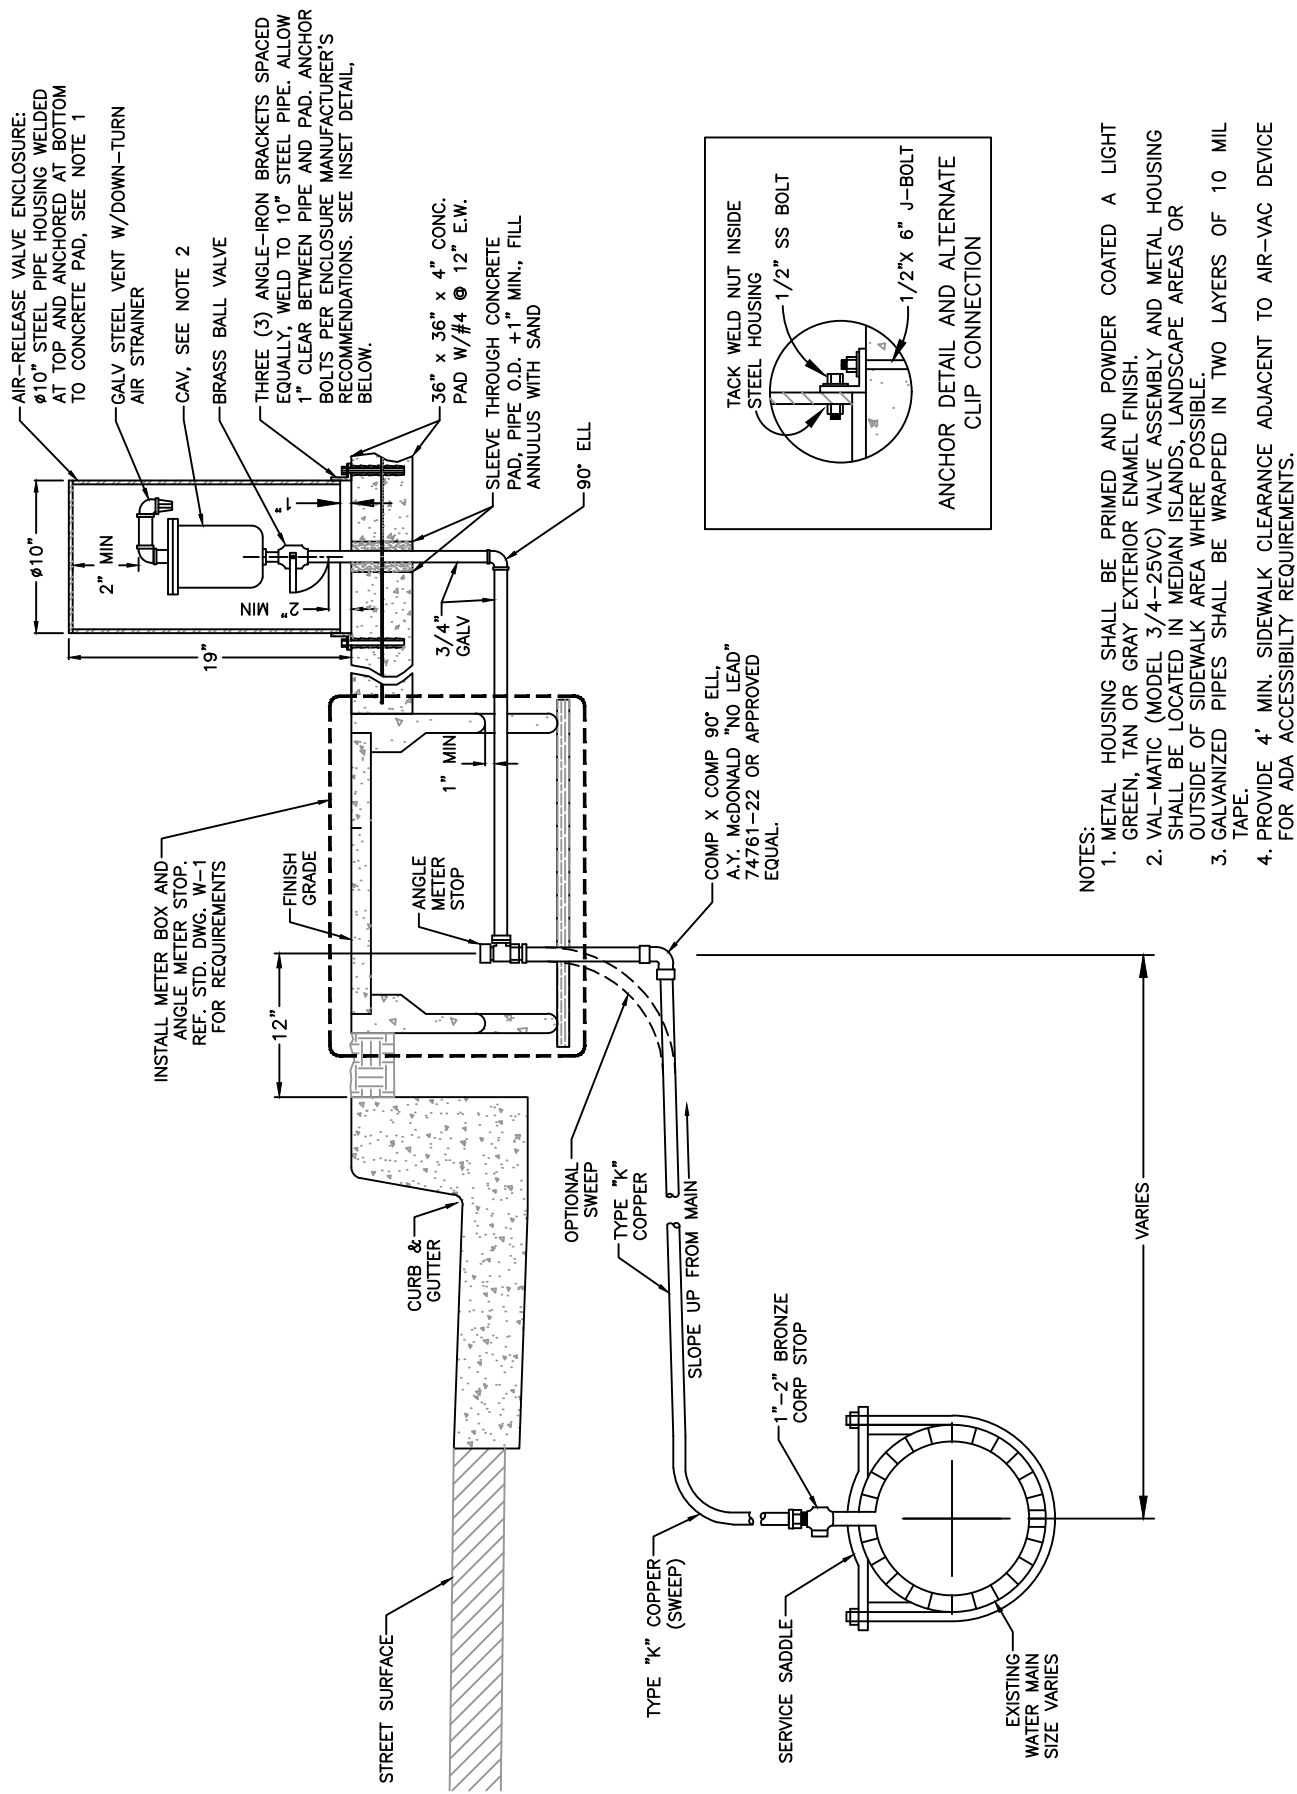 AIR-RELEASE VALVE ENCLOSURE:
ø10" STEEL PIPE HOUSING WELDED
AT TOP AND ANCHORED AT BOTTOM
TO CONCRETE PAD, SEE NOTE 1
GALV STEEL VENT W/DOWN-TURN
AIR STRAINER
CAV, SEE NOTE 2
BRASS BALL VALVE
THREE (3) ANGLE-IRON BRACKETS SPACED
EQUALLY, WELD TO 10" STEEL PIPE. ALLOW
1" CLEAR BETWEEN PIPE AND PAD. ANCHOR
BOLTS PER ENCLOSURE MANUFACTURER'S
RECOMMENDATIONS. SEE INSET DETAIL,
BELOW.
36" x 36" x 4" CONC.
PAD W/#4 @ 12" E.W.
SLEEVE THROUGH CONCRETE
PAD, PIPE O.D. +1" MIN., FILL
ANNULUS WITH SAND
90° ELL
ø10"
2" MIN
19"
1"
2"
MIN
3/4"
GALV
INSTALL METER BOX AND
ANGLE METER STOP.
REF. STD. DWG. W-1
FOR REQUIREMENTS
FINISH
GRADE
12"
ANGLE
METER
STOP
1" MIN
COMP X COMP 90° ELL,
A.Y. McDONALD "NO LEAD"
74761-22 OR APPROVED
EQUAL.
CURB &
GUTTER
OPTIONAL
SWEEP
TYPE "K"
COPPER
SLOPE UP FROM MAIN
1"-2" BRONZE
CORP STOP
VARIES
STREET SURFACE
TYPE "K" COPPER
(SWEEP)
SERVICE SADDLE
EXISTING
WATER MAIN
SIZE VARIES
TACK WELD NUT INSIDE
STEEL HOUSING
1/2" SS BOLT
1/2"X 6" J-BOLT
ANCHOR DETAIL AND ALTERNATE
CLIP CONNECTION
NOTES:
1. METAL HOUSING SHALL BE PRIMED AND POWDER COATED A LIGHT
GREEN, TAN OR GRAY EXTERIOR ENAMEL FINISH.
2. VAL-MATIC (MODEL 3/4-25VC) VALVE ASSEMBLY AND METAL HOUSING
SHALL BE LOCATED IN MEDIAN ISLANDS, LANDSCAPE AREAS OR
OUTSIDE OF SIDEWALK AREA WHERE POSSIBLE.
3. GALVANIZED PIPES SHALL BE WRAPPED IN TWO LAYERS OF 10 MIL
TAPE.
4. PROVIDE 4' MIN. SIDEWALK CLEARANCE ADJACENT TO AIR-VAC DEVICE
FOR ADA ACCESSIBILTY REQUIREMENTS.